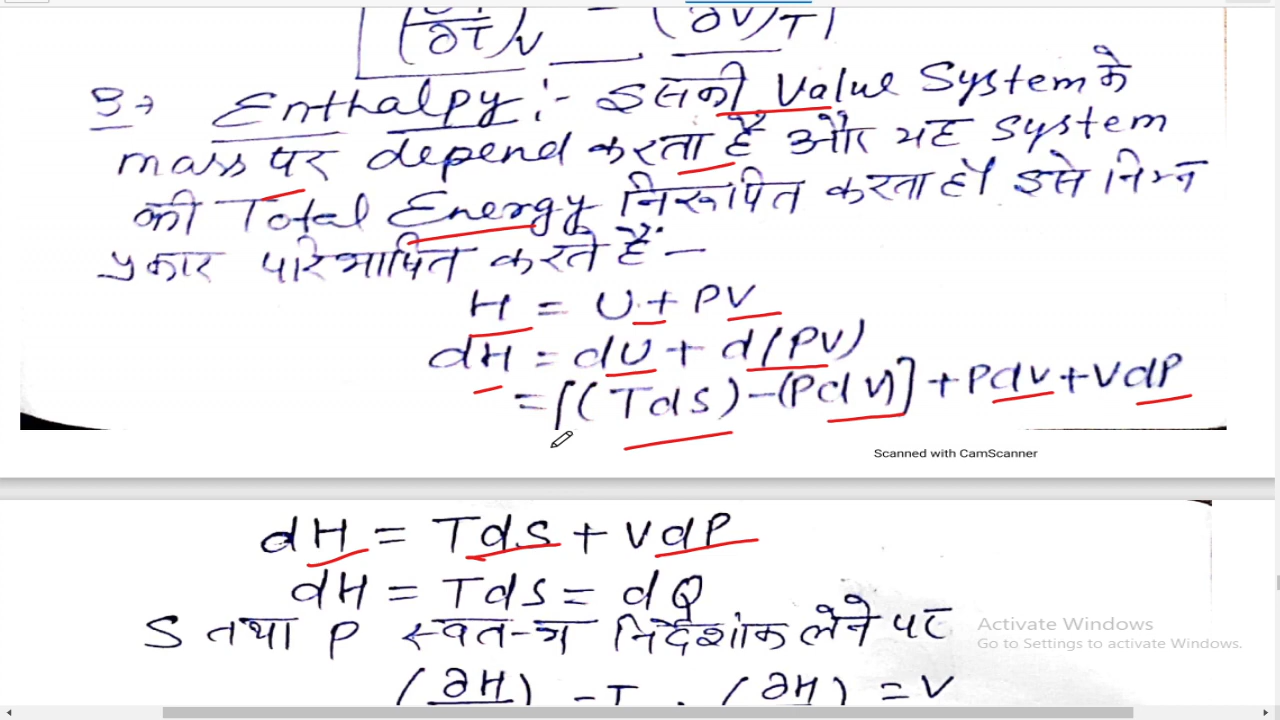 (∂T)V (∂V)T
3→ Enthalpy :- इसकी Value System के
mass पर depend करता है और यह system
की Total Energy निरूपित करता है। इसे निम्न
प्रकार परिभाषित करते हैं:—
H = U + PV
dH = dU + d(PV)
= [(TdS) - (PdV)] + PdV + VdP
Scanned with CamScanner
dH = TdS + VdP
dH = TdS = dQ
S तथा P स्वतन्त्र निर्देशांक लेने पर
Activate Windows
Go to Settings to activate Windows.
(∂H) = T , (∂H) = V